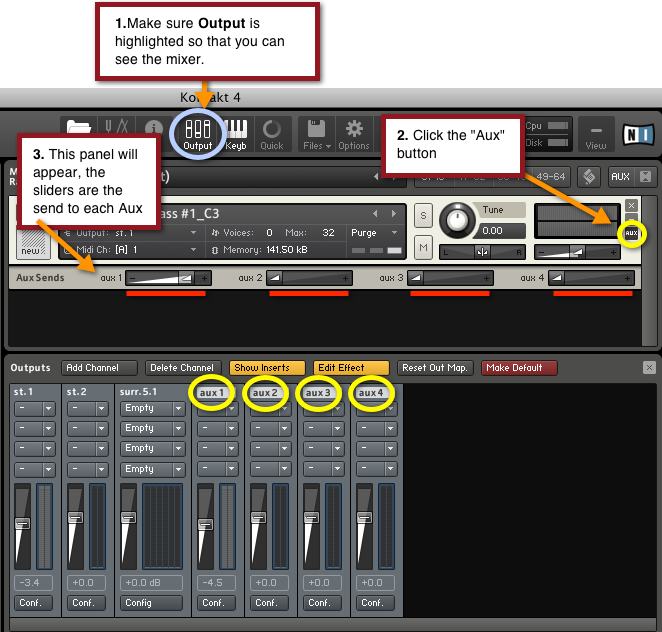 1.Make sure Output is
highlighted so that you can
see the mixer.
Kontakt 4
Output
Keyb
Quick
Files
Options
Cpu
Disk
View
NI
2. Click the "Aux"
button
3. This panel will
appear, the
sliders are the
send to each Aux
49-64
AUX
ass #1_C3
Output: st. 1
Voices: 0 Max: 32
Purge
Midi Ch: [A] 1
Memory: 141.50 kB
new
S
M
Tune
0.00
L
R
aux
Aux Sends
aux 1
aux 2
aux 3
aux 4
Outputs
Add Channel
Delete Channel
Show Inserts
Edit Effect
Reset Out Map.
Make Default
st. 1
st. 2
surr. 5.1
aux 1
aux 2
aux 3
aux 4
Empty
Empty
Empty
Empty
-3.4
+0.0
+0.0 dB
-4.5
+0.0
+0.0
+0.0
Conf.
Conf.
Config
Conf.
Conf.
Conf.
Conf.